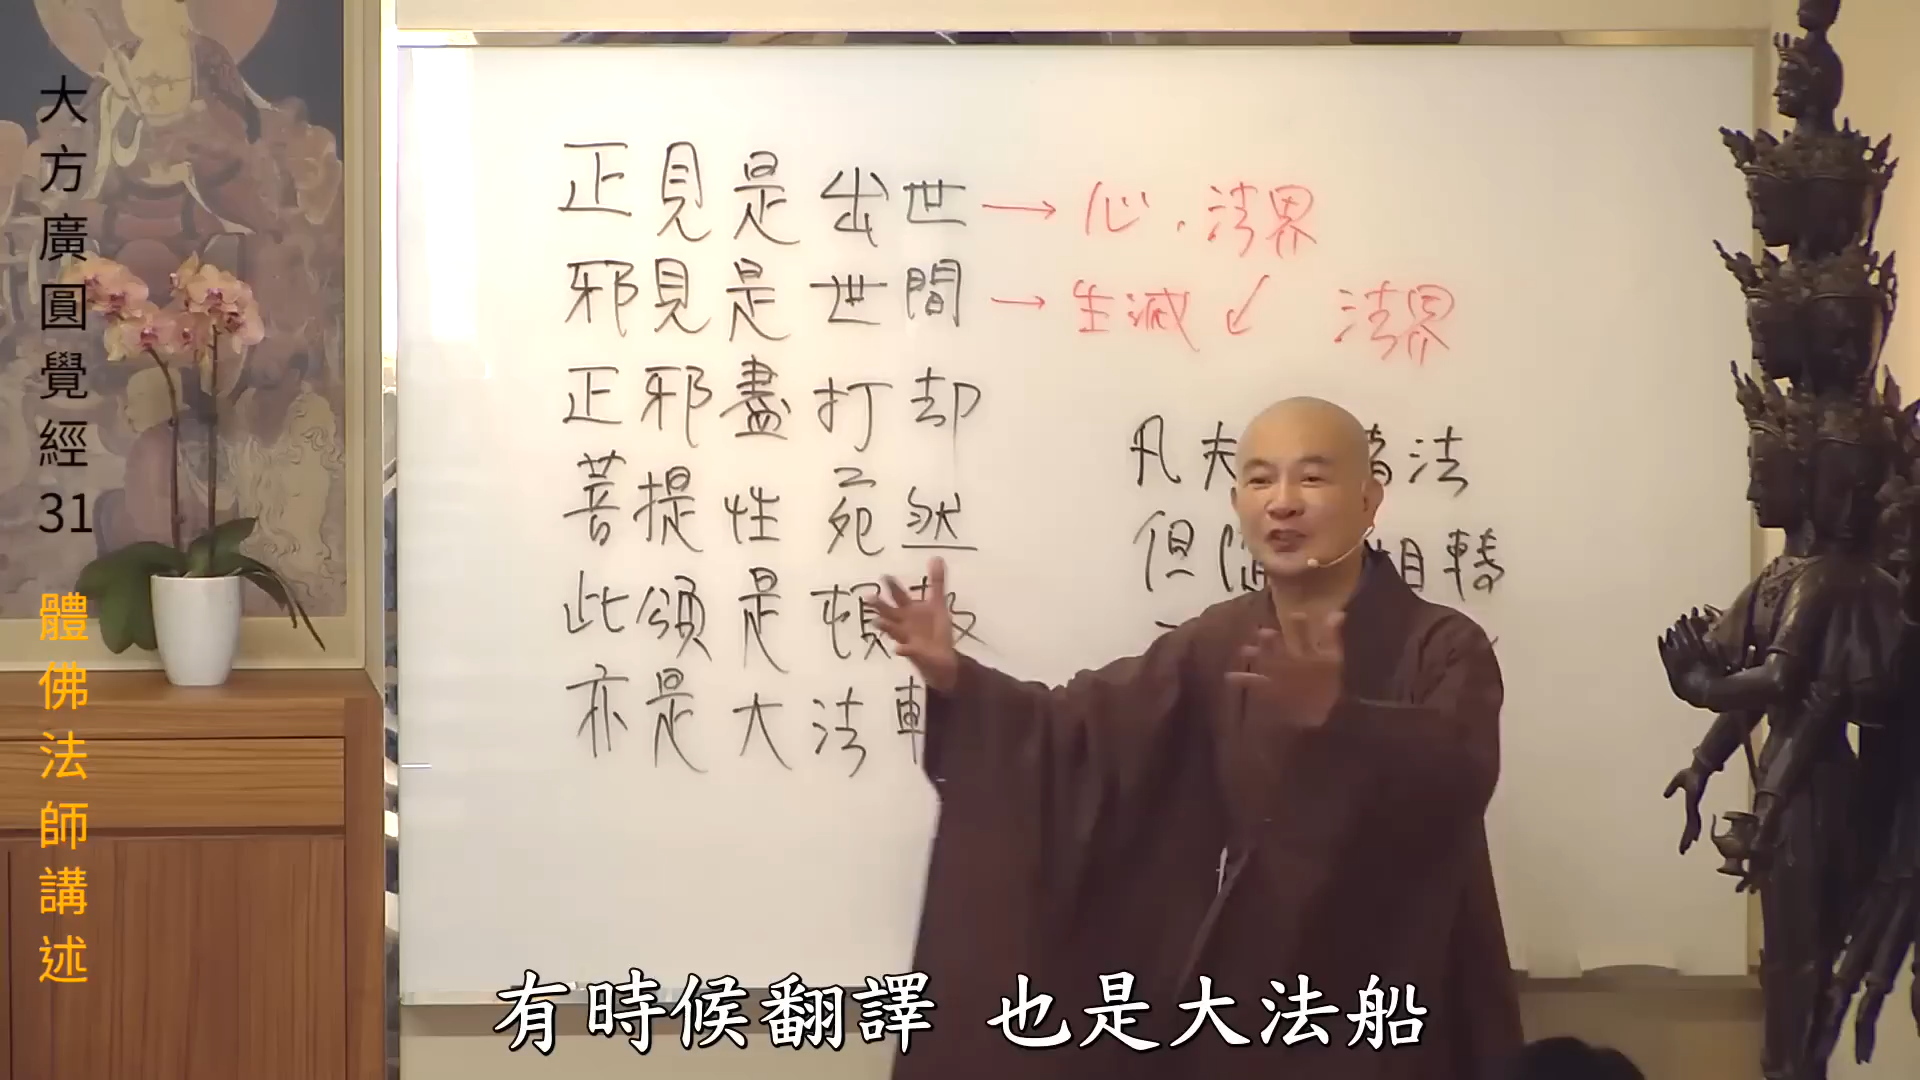 大方廣圓覺經31
體佛法師講述
正見是出世→心．法界
邪見是世間→生滅↙ 法界
正邪盡打却
菩提性宛然
此頌是頓
亦是大法
凡夫 法
但 相轉
有時候翻譯 也是大法船